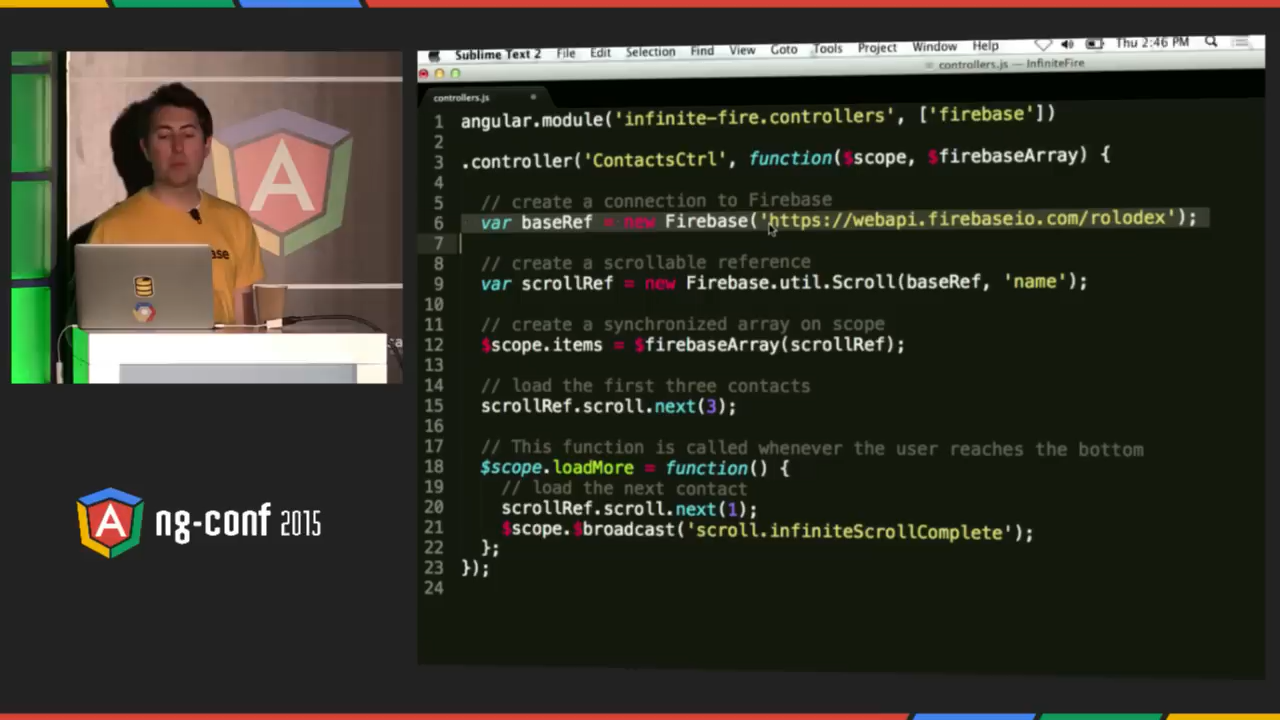 Sublime Text 2 File Edit Selection Find View Goto Tools Project Window Help Thu 2:46 PM
controllers.js — InfiniteFire
controllers.js
1 angular.module('infinite-fire.controllers', ['firebase'])
2
3 .controller('ContactsCtrl', function($scope, $firebaseArray) {
4
5 // create a connection to Firebase
6 var baseRef = new Firebase('https://webapi.firebaseio.com/rolodex');
7
8 // create a scrollable reference
9 var scrollRef = new Firebase.util.Scroll(baseRef, 'name');
10
11 // create a synchronized array on scope
12 $scope.items = $firebaseArray(scrollRef);
13
14 // load the first three contacts
15 scrollRef.scroll.next(3);
16
17 // This function is called whenever the user reaches the bottom
18 $scope.loadMore = function() {
19 // load the next contact
20 scrollRef.scroll.next(1);
21 $scope.$broadcast('scroll.infiniteScrollComplete');
22 };
23 });
24
A
A ng-conf 2015